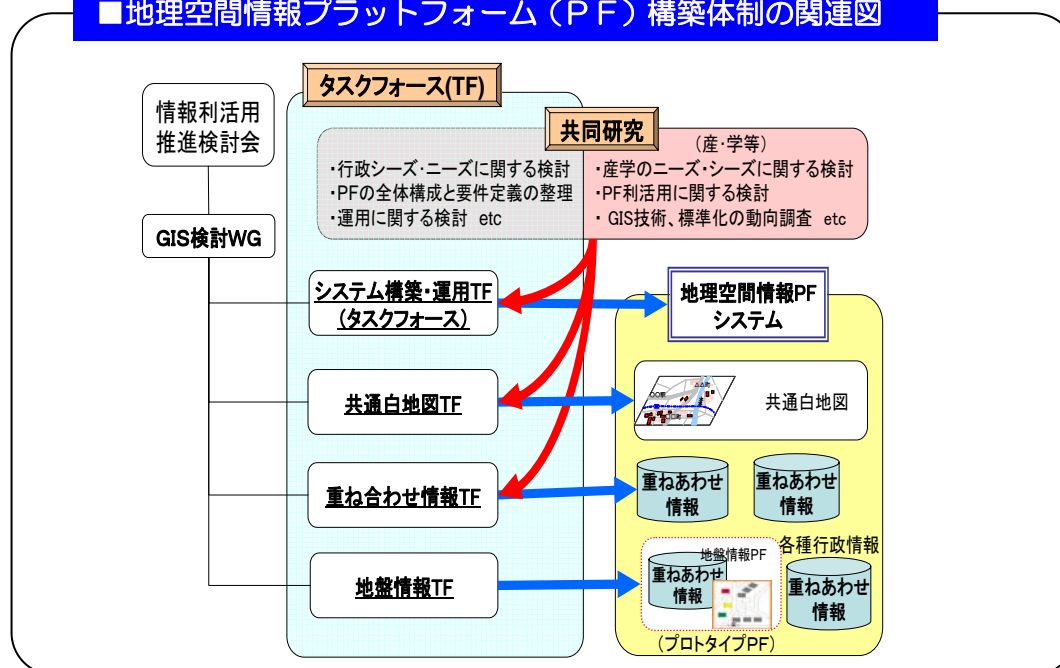 ■地理空間情報プラットフォーム（ＰＦ）構築体制の関連図
タスクフォース(TF)
情報利活用
推進検討会
共同研究
(産・学等)
・行政シーズ・ニーズに関する検討
・PFの全体構成と要件定義の整理
・運用に関する検討 etc
・産学のニーズ・シーズに関する検討
・PF利活用に関する検討
・ GIS技術、標準化の動向調査 etc
GIS検討WG
システム構築・運用TF
(タスクフォース)
地理空間情報PF
システム
共通白地図TF
共通白地図
重ね合わせ情報TF
重ねあわせ
情報
重ねあわせ
情報
地盤情報TF
地盤情報PF
重ねあわせ
情報
(プロトタイプPF)
各種行政情報
重ねあわせ
情報